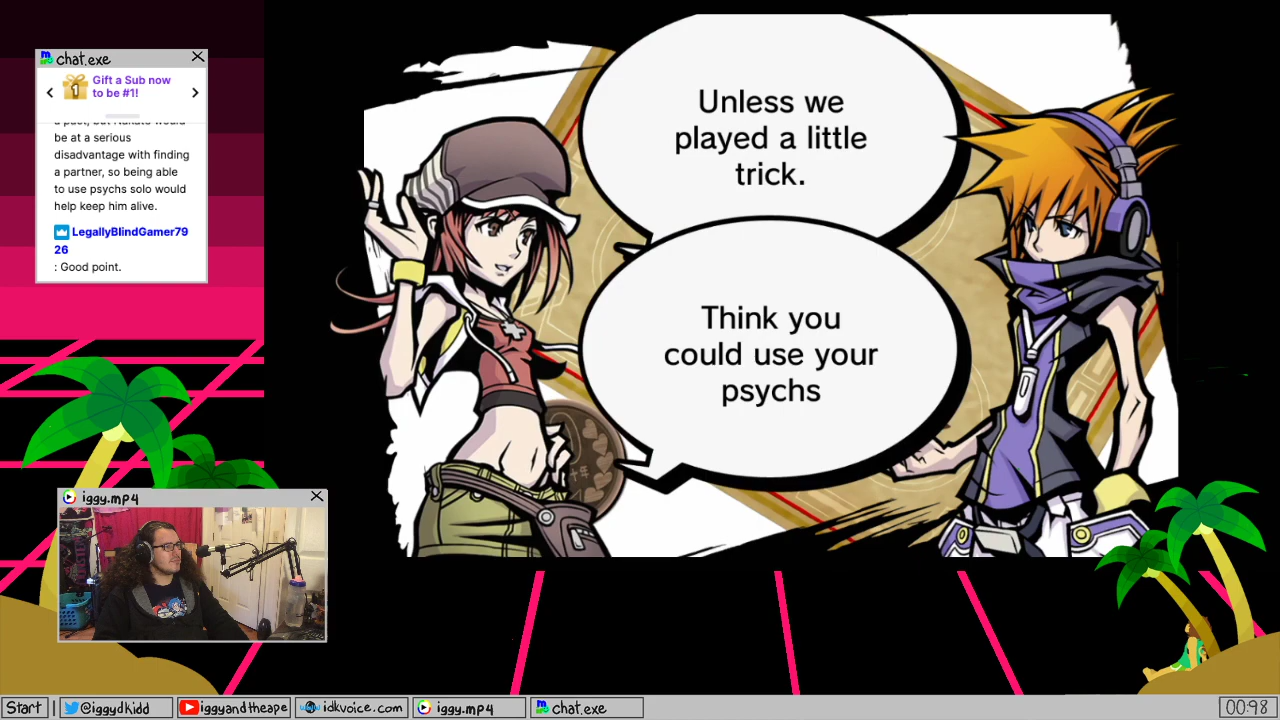 chat.exe
Gift a Sub now
to be #1!
1
be at a serious
disadvantage with finding
a partner, so being able
to use psychs solo would
help keep him alive.
LegallyBlindGamer79
26
: Good point.
Unless we
played a little
trick.
Think you
could use your
psychs
iggy.mp4
Start | @iggydkidd iggyandtheape idkvoice.com iggy.mp4 chat.exe 00:98